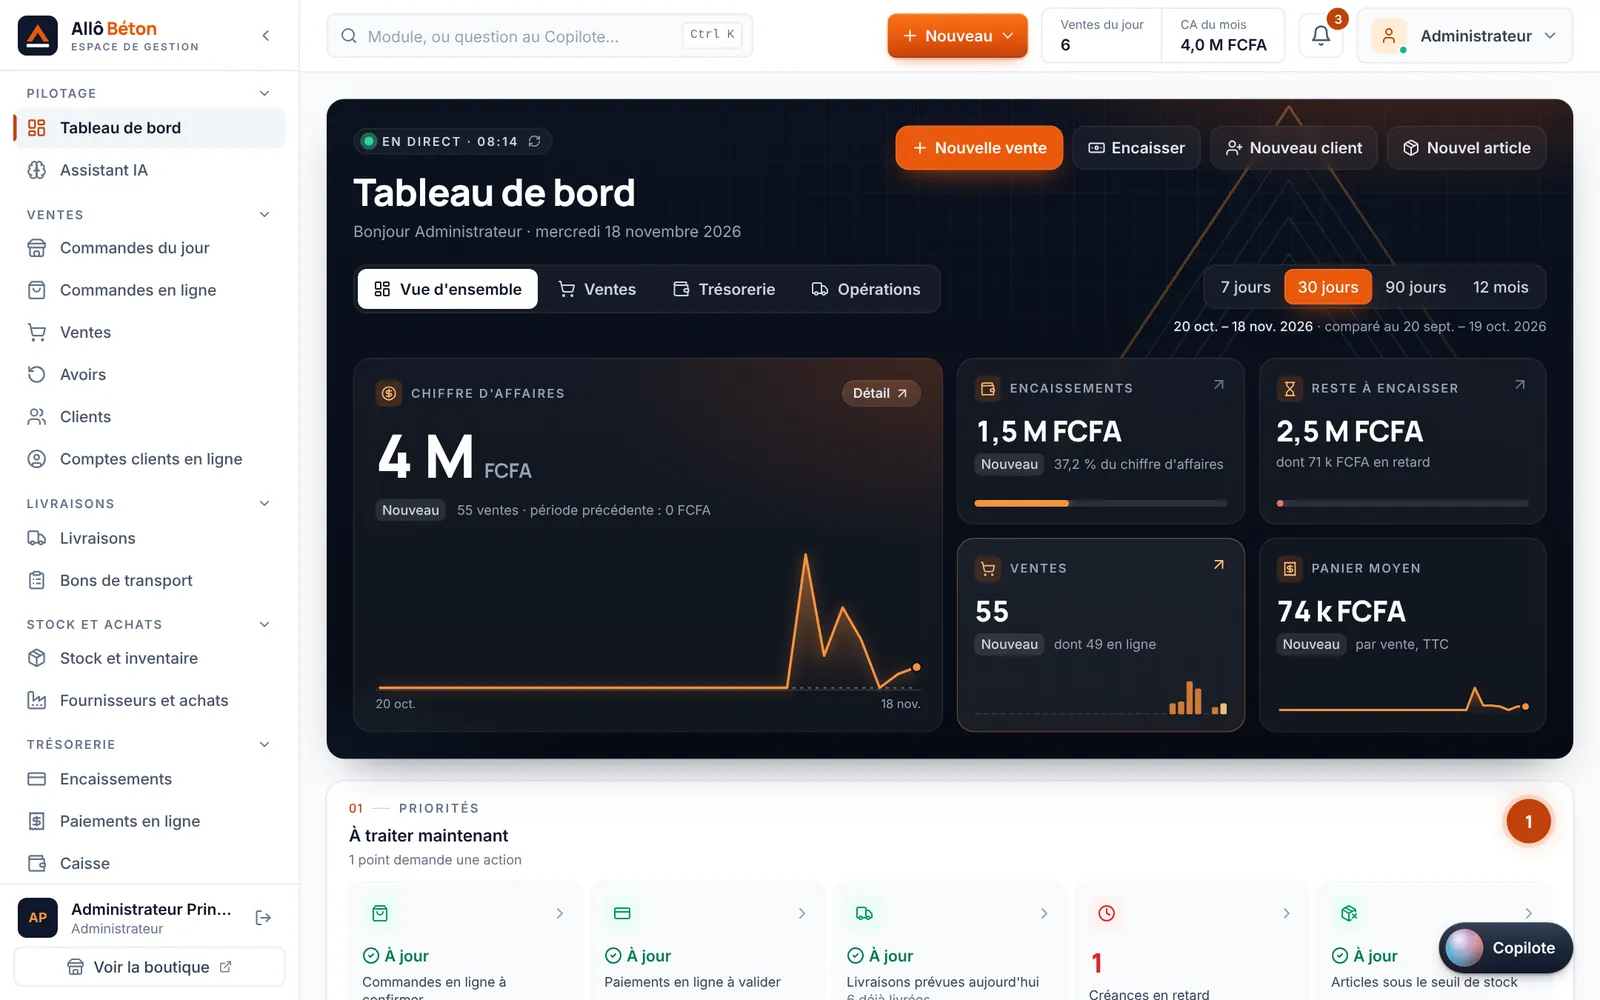 Allô Béton
ESPACE DE GESTION
Module, ou question au Copilote...
Ctrl K
Nouveau
Ventes du jour
6
CA du mois
4,0 M FCFA
3
Administrateur
PILOTAGE
Tableau de bord
Assistant IA
VENTES
Commandes du jour
Commandes en ligne
Ventes
Avoirs
Clients
Comptes clients en ligne
LIVRAISONS
Livraisons
Bons de transport
STOCK ET ACHATS
Stock et inventaire
Fournisseurs et achats
TRÉSORERIE
Encaissements
Paiements en ligne
Caisse
AP
Administrateur Prin...
Administrateur
Voir la boutique
EN DIRECT · 08:14
Nouvelle vente
Encaisser
Nouveau client
Nouvel article
Tableau de bord
Bonjour Administrateur · mercredi 18 novembre 2026
Vue d'ensemble
Ventes
Trésorerie
Opérations
7 jours
30 jours
90 jours
12 mois
20 oct. – 18 nov. 2026 · comparé au 20 sept. – 19 oct. 2026
CHIFFRE D'AFFAIRES
Détail
4 M FCFA
Nouveau 55 ventes · période précédente : 0 FCFA
20 oct.
18 nov.
ENCAISSEMENTS
1,5 M FCFA
Nouveau 37,2 % du chiffre d'affaires
RESTE À ENCAISSER
2,5 M FCFA
dont 71 k FCFA en retard
VENTES
55
Nouveau dont 49 en ligne
PANIER MOYEN
74 k FCFA
Nouveau par vente, TTC
01 — PRIORITÉS
À traiter maintenant
1 point demande une action
1
À jour
Commandes en ligne à
confirmer
À jour
Paiements en ligne à valider
À jour
Livraisons prévues aujourd'hui
6 déjà livrées
1
Créances en retard
À jour
Articles sous le seuil de stock
Copilote